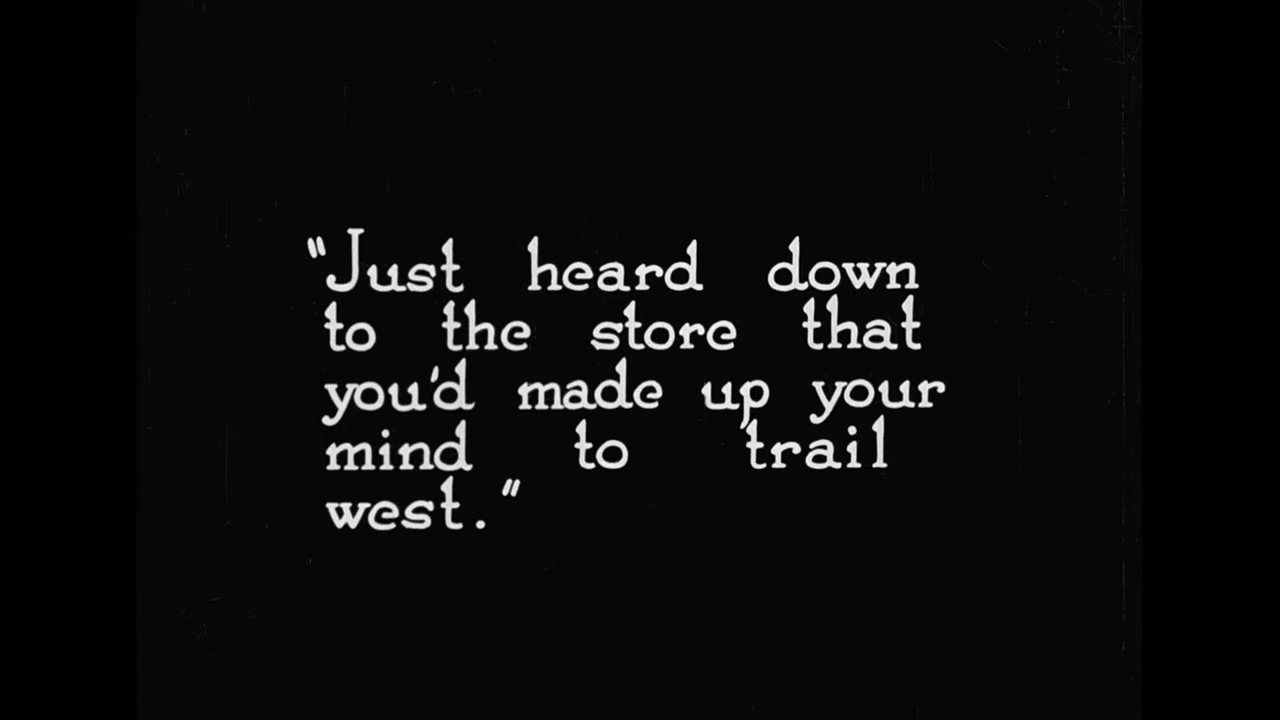 "Just heard down
to the store that
you'd made up your
mind to trail
west."